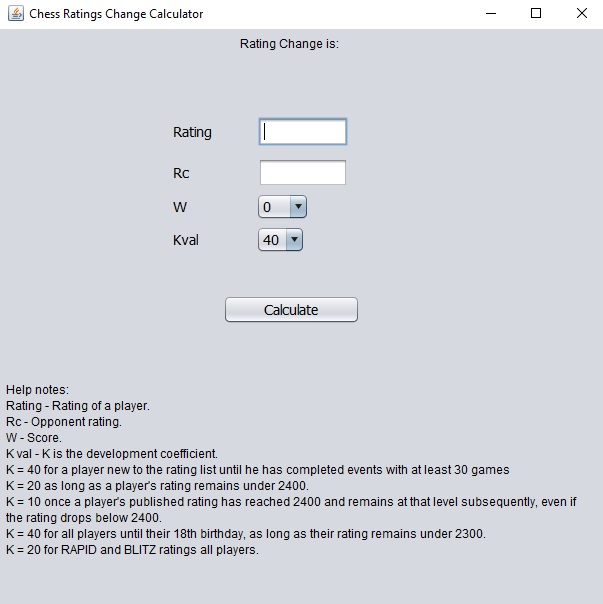 Chess Ratings Change Calculator
Rating Change is:
Rating
Rc
W 0
Kval 40
Calculate
Help notes:
Rating - Rating of a player.
Rc - Opponent rating.
W - Score.
K val - K is the development coefficient.
K = 40 for a player new to the rating list until he has completed events with at least 30 games
K = 20 as long as a player's rating remains under 2400.
K = 10 once a player's published rating has reached 2400 and remains at that level subsequently, even if
the rating drops below 2400.
K = 40 for all players until their 18th birthday, as long as their rating remains under 2300.
K = 20 for RAPID and BLITZ ratings all players.